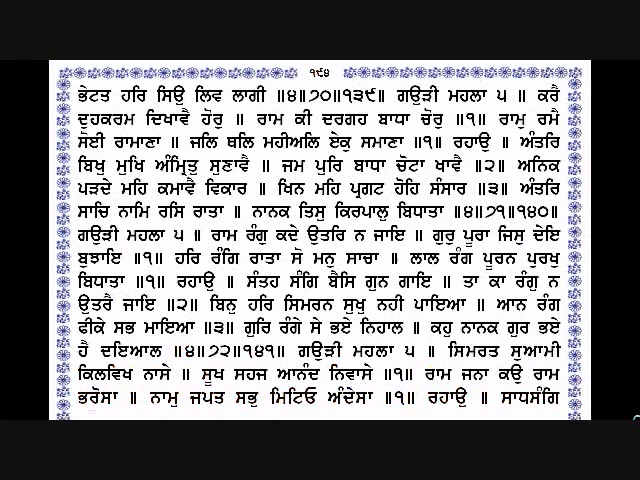 ੧੯੪
ਭੇਟਤ ਹਰਿ ਸਿਉ ਲਿਵ ਲਾਗੀ ॥੪॥੭੦॥੧੩੯॥ ਗਉੜੀ ਮਹਲਾ ੫ ॥ ਕਰੈ
ਦੁਹਕਰਮ ਦਿਖਾਵੈ ਹੋਰੁ ॥ ਰਾਮ ਕੀ ਦਰਗਹ ਬਾਧਾ ਚੋਰੁ ॥੧॥ ਰਾਮੁ ਰਮੈ
ਸੋਈ ਰਾਮਾਣਾ ॥ ਜਲਿ ਥਲਿ ਮਹੀਅਲਿ ਏਕੁ ਸਮਾਣਾ ॥੧॥ ਰਹਾਉ ॥ ਅੰਤਰਿ
ਬਿਖੁ ਮੁਖਿ ਅੰਮ੍ਰਿਤੁ ਸੁਣਾਵੈ ॥ ਜਮ ਪੁਰਿ ਬਾਧਾ ਚੋਟਾ ਖਾਵੈ ॥੨॥ ਅਨਿਕ
ਪੜਦੇ ਮਹਿ ਕਮਾਵੈ ਵਿਕਾਰ ॥ ਖਿਨ ਮਹਿ ਪ੍ਰਗਟ ਹੋਹਿ ਸੰਸਾਰ ॥੩॥ ਅੰਤਰਿ
ਸਾਚਿ ਨਾਮਿ ਰਸਿ ਰਾਤਾ ॥ ਨਾਨਕ ਤਿਸੁ ਕਿਰਪਾਲੁ ਬਿਧਾਤਾ ॥੪॥੭੧॥੧੪੦॥
ਗਉੜੀ ਮਹਲਾ ੫ ॥ ਰਾਮ ਰੰਗੁ ਕਦੇ ਉਤਰਿ ਨ ਜਾਇ ॥ ਗੁਰੁ ਪੂਰਾ ਜਿਸੁ ਦੇਇ
ਬੁਝਾਇ ॥੧॥ ਹਰਿ ਰੰਗਿ ਰਾਤਾ ਸੋ ਮਨੁ ਸਾਚਾ ॥ ਲਾਲ ਰੰਗ ਪੂਰਨ ਪੁਰਖੁ
ਬਿਧਾਤਾ ॥੧॥ ਰਹਾਉ ॥ ਸੰਤਹ ਸੰਗਿ ਬੈਸਿ ਗੁਨ ਗਾਇ ॥ ਤਾ ਕਾ ਰੰਗੁ ਨ
ਉਤਰੈ ਜਾਇ ॥੨॥ ਬਿਨੁ ਹਰਿ ਸਿਮਰਨ ਸੁਖੁ ਨਹੀ ਪਾਇਆ ॥ ਆਨ ਰੰਗ
ਫੀਕੇ ਸਭ ਮਾਇਆ ॥੩॥ ਗੁਰਿ ਰੰਗੇ ਸੇ ਭਏ ਨਿਹਾਲ ॥ ਕਹੁ ਨਾਨਕ ਗੁਰ ਭਏ
ਹੈ ਦਇਆਲ ॥੪॥੭੨॥੧੪੧॥ ਗਉੜੀ ਮਹਲਾ ੫ ॥ ਸਿਮਰਤ ਸੁਆਮੀ
ਕਿਲਵਿਖ ਨਾਸੇ ॥ ਸੂਖ ਸਹਜ ਆਨੰਦ ਨਿਵਾਸੇ ॥੧॥ ਰਾਮ ਜਨਾ ਕਉ ਰਾਮ
ਭਰੋਸਾ ॥ ਨਾਮੁ ਜਪਤ ਸਭੁ ਮਿਟਿਓ ਅੰਦੇਸਾ ॥੧॥ ਰਹਾਉ ॥ ਸਾਧਸੰਗਿ